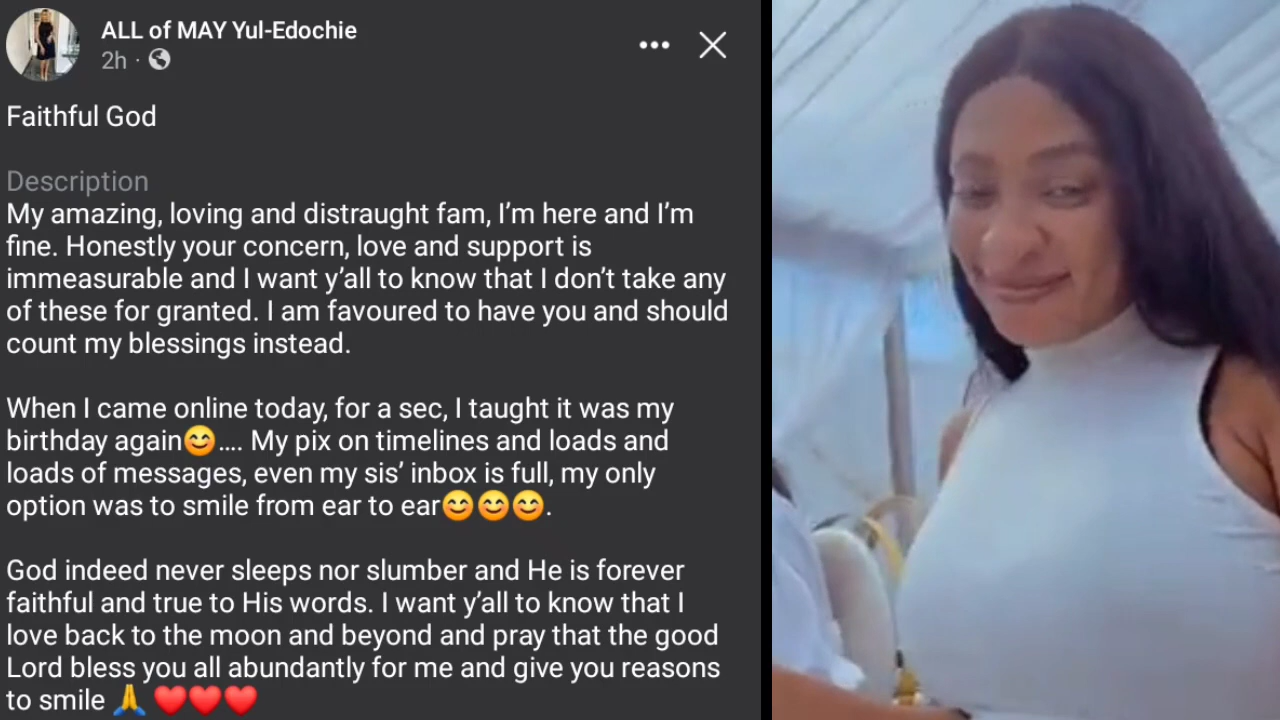 ALL of MAY Yul-Edochie
2h ·
Faithful God
Description
My amazing, loving and distraught fam, I’m here and I’m
fine. Honestly your concern, love and support is
immeasurable and I want y’all to know that I don’t take any
of these for granted. I am favoured to have you and should
count my blessings instead.
When I came online today, for a sec, I taught it was my
birthday again😊.... My pix on timelines and loads and
loads of messages, even my sis’ inbox is full, my only
option was to smile from ear to ear😊😊😊.
God indeed never sleeps nor slumber and He is forever
faithful and true to His words. I want y’all to know that I
love back to the moon and beyond and pray that the good
Lord bless you all abundantly for me and give you reasons
to smile 🙏❤️❤️❤️